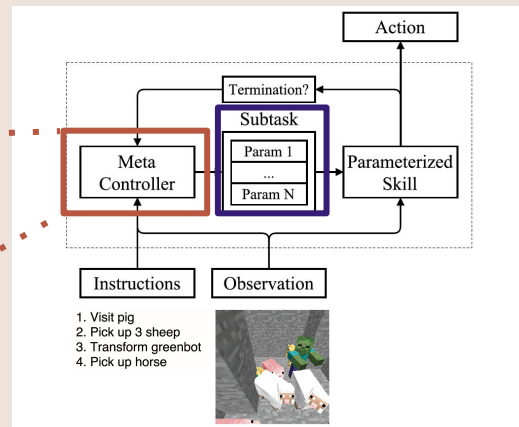 Action
Termination?
Subtask
Meta
Controller
Param 1
...
Param N
Parameterized
Skill
Instructions
Observation
1. Visit pig
2. Pick up 3 sheep
3. Transform greenbot
4. Pick up horse